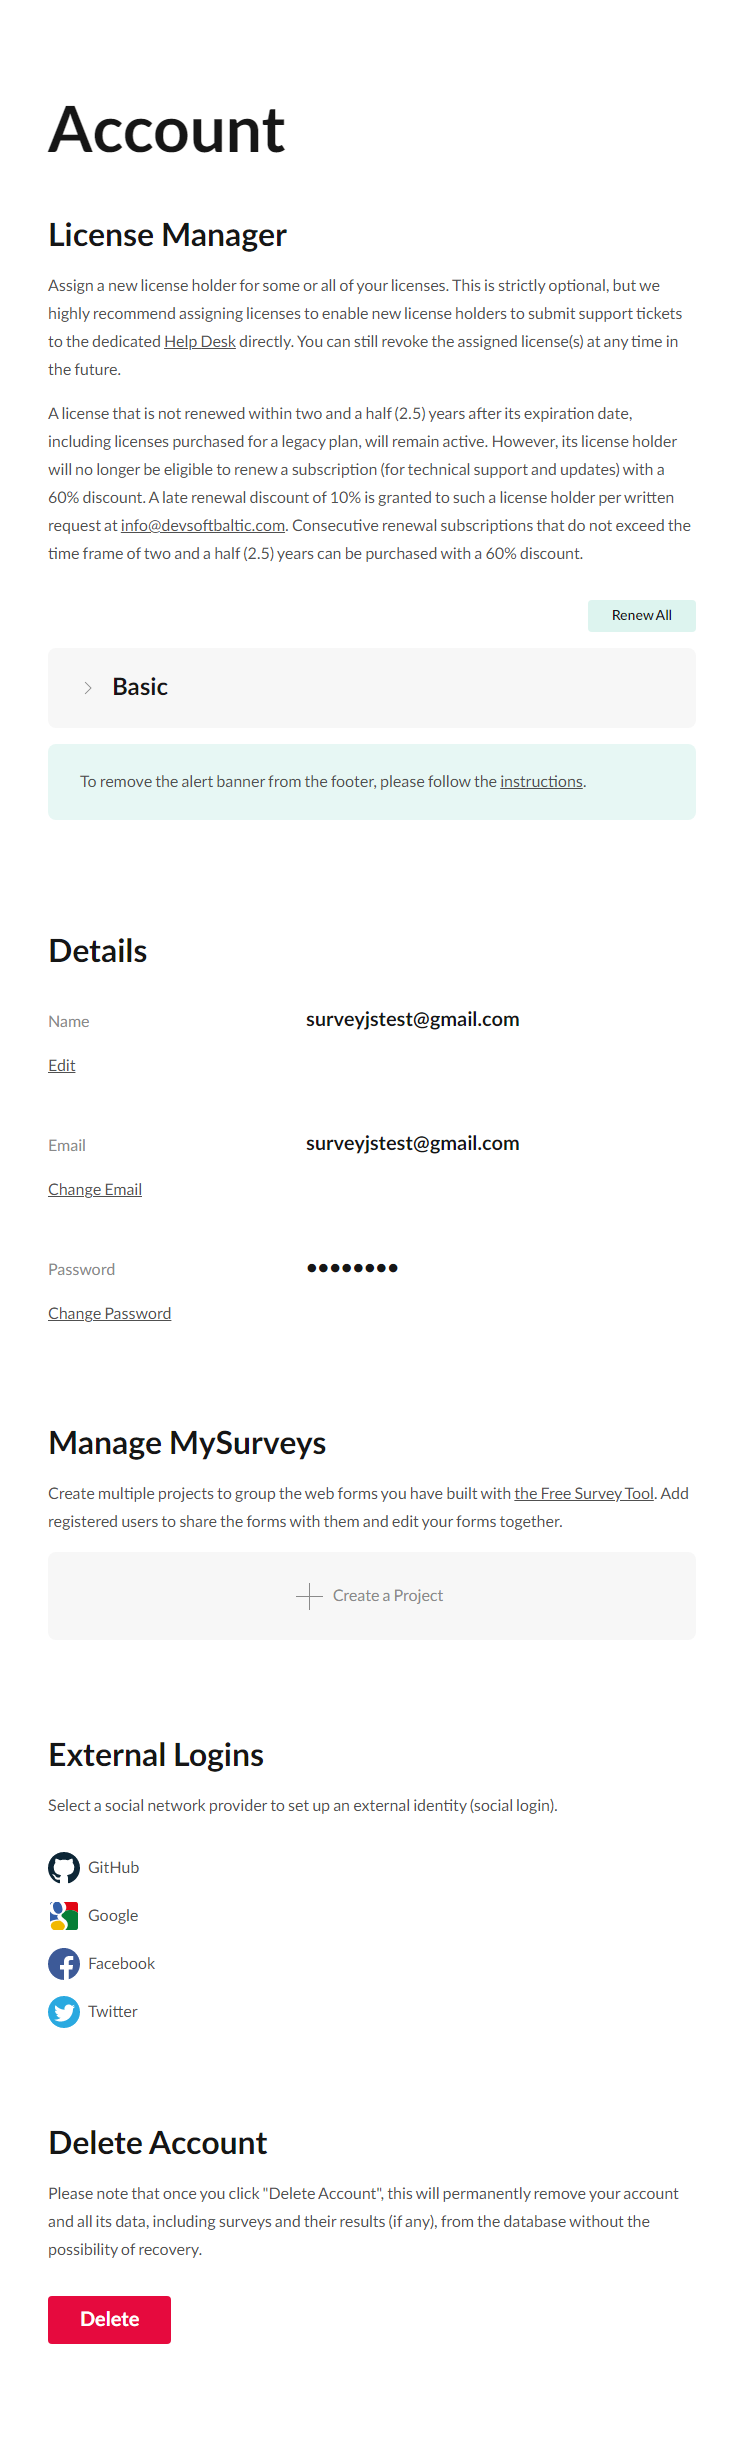 Account
License Manager
Assign a new license holder for some or all of your licenses. This is strictly optional, but we
highly recommend assigning licenses to enable new license holders to submit support tickets
to the dedicated Help Desk directly. You can still revoke the assigned license(s) at any time in
the future.
A license that is not renewed within two and a half (2.5) years after its expiration date,
including licenses purchased for a legacy plan, will remain active. However, its license holder
will no longer be eligible to renew a subscription (for technical support and updates) with a
60% discount. A late renewal discount of 10% is granted to such a license holder per written
request at info@devsoftbaltic.com. Consecutive renewal subscriptions that do not exceed the
time frame of two and a half (2.5) years can be purchased with a 60% discount.
Renew All
Basic
To remove the alert banner from the footer, please follow the instructions.
Details
Name surveyjstest@gmail.com
Edit
Email surveyjstest@gmail.com
Change Email
Password ••••••••
Change Password
Manage MySurveys
Create multiple projects to group the web forms you have built with the Free Survey Tool. Add
registered users to share the forms with them and edit your forms together.
Create a Project
External Logins
Select a social network provider to set up an external identity (social login).
GitHub
Google
Facebook
Twitter
Delete Account
Please note that once you click "Delete Account", this will permanently remove your account
and all its data, including surveys and their results (if any), from the database without the
possibility of recovery.
Delete